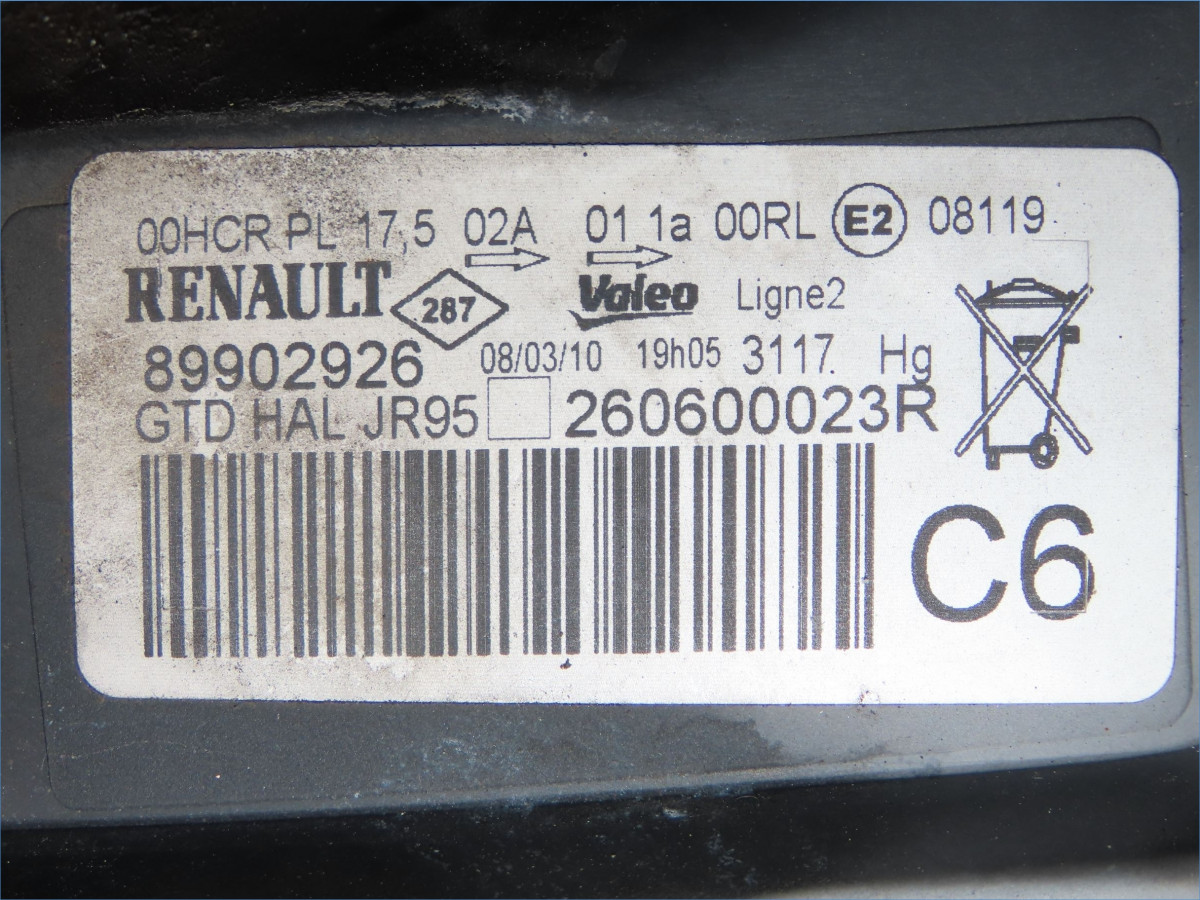 00HCR PL 17,5 02A 01 1a 00RL E2 08119
RENAULT 287 Valeo Ligne2
89902926 08/03/10 19h05 3117. Hg
GTD HAL JR95 260600023R
C6